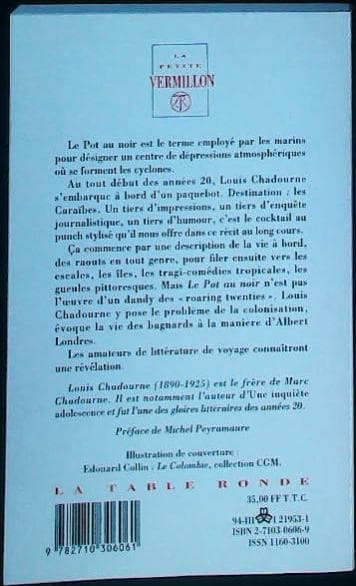 LA
PETITE
VERMILLON
Le Pot au noir est le terme employé par les marins
pour désigner un centre de dépressions atmosphériques
où se forment les cyclones.
Au tout début des années 20, Louis Chadourne
s'embarque à bord d'un paquebot. Destination : les
Caraïbes. Un tiers d'impressions, un tiers d'enquête
journalistique, un tiers d'humour, c'est le cocktail au
punch stylisé qu'il nous offre dans ce récit au long cours.
Ça commence par une description de la vie à bord,
des raouts en tout genre, pour filer ensuite vers les
escales, les îles, les tragi-comédies tropicales, les
gueules pittoresques. Mais Le Pot au noir n'est pas
l'œuvre d'un dandy des « roaring twenties ». Louis
Chadourne y pose le problème de la colonisation,
évoque la vie des bagnards à la manière d'Albert
Londres.
Les amateurs de littérature de voyage connaîtront
une révélation.
Louis Chadourne (1890-1925) est le frère de Marc
Chadourne. Il est notamment l'auteur d'Une inquiète
adolescence et fut l'une des gloires littéraires des années 20.
Préface de Michel Peyramaure
Illustration de couverture :
Edouard Collin : Le Colombie, collection CGM.
LA TABLE RONDE
35,00 FF T.T.C.
94-III 21953-1
ISBN 2-7103-0606-9
ISSN 1160-3100
9 782710 306061